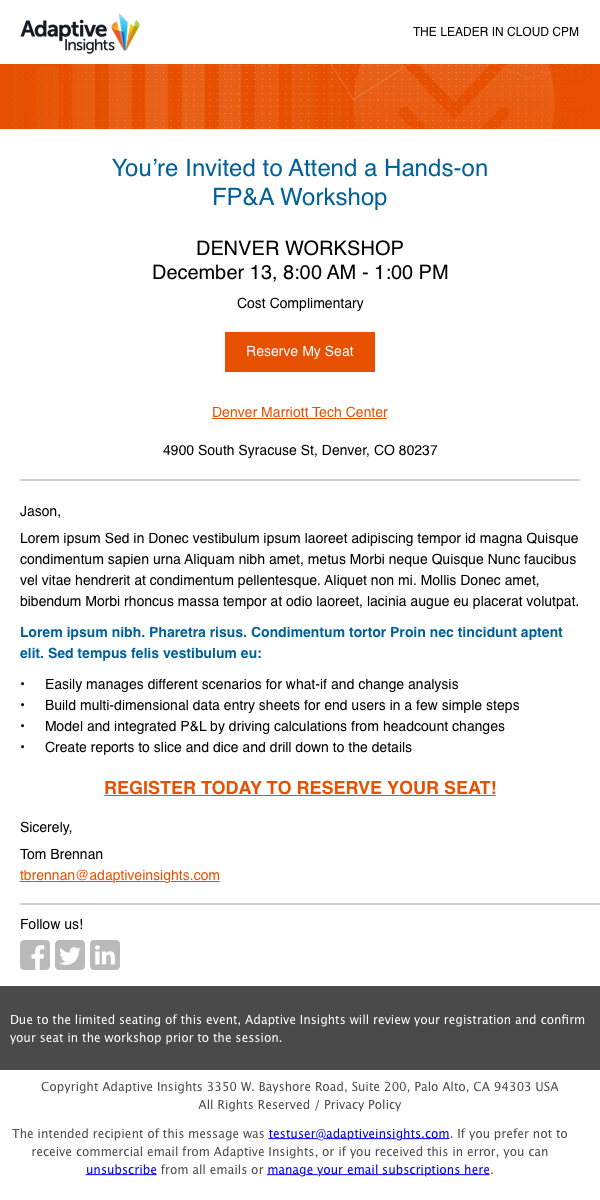 Adaptive
Insights
THE LEADER IN CLOUD CPM
You're Invited to Attend a Hands-on
FP&A Workshop
DENVER WORKSHOP
December 13, 8:00 AM - 1:00 PM
Cost Complimentary
Reserve My Seat
Denver Marriott Tech Center
4900 South Syracuse St, Denver, CO 80237
Jason,
Lorem ipsum Sed in Donec vestibulum ipsum laoreet adipiscing tempor id magna Quisque
condimentum sapien urna Aliquam nibh amet, metus Morbi neque Quisque Nunc faucibus
vel vitae hendrerit at condimentum pellentesque. Aliquet non mi. Mollis Donec amet,
bibendum Morbi rhoncus massa tempor at odio laoreet, lacinia augue eu placerat volutpat.
Lorem ipsum nibh. Pharetra risus. Condimentum tortor Proin nec tincidunt aptent
elit. Sed tempus felis vestibulum eu:
• Easily manages different scenarios for what-if and change analysis
• Build multi-dimensional data entry sheets for end users in a few simple steps
• Model and integrated P&L by driving calculations from headcount changes
• Create reports to slice and dice and drill down to the details
REGISTER TODAY TO RESERVE YOUR SEAT!
Sicerely,
Tom Brennan
tbrennan@adaptiveinsights.com
Follow us!
Due to the limited seating of this event, Adaptive Insights will review your registration and confirm
your seat in the workshop prior to the session.
Copyright Adaptive Insights 3350 W. Bayshore Road, Suite 200, Palo Alto, CA 94303 USA
All Rights Reserved / Privacy Policy
The intended recipient of this message was testuser@adaptiveinsights.com. If you prefer not to
receive commercial email from Adaptive Insights, or if you received this in error, you can
unsubscribe from all emails or manage your email subscriptions here.